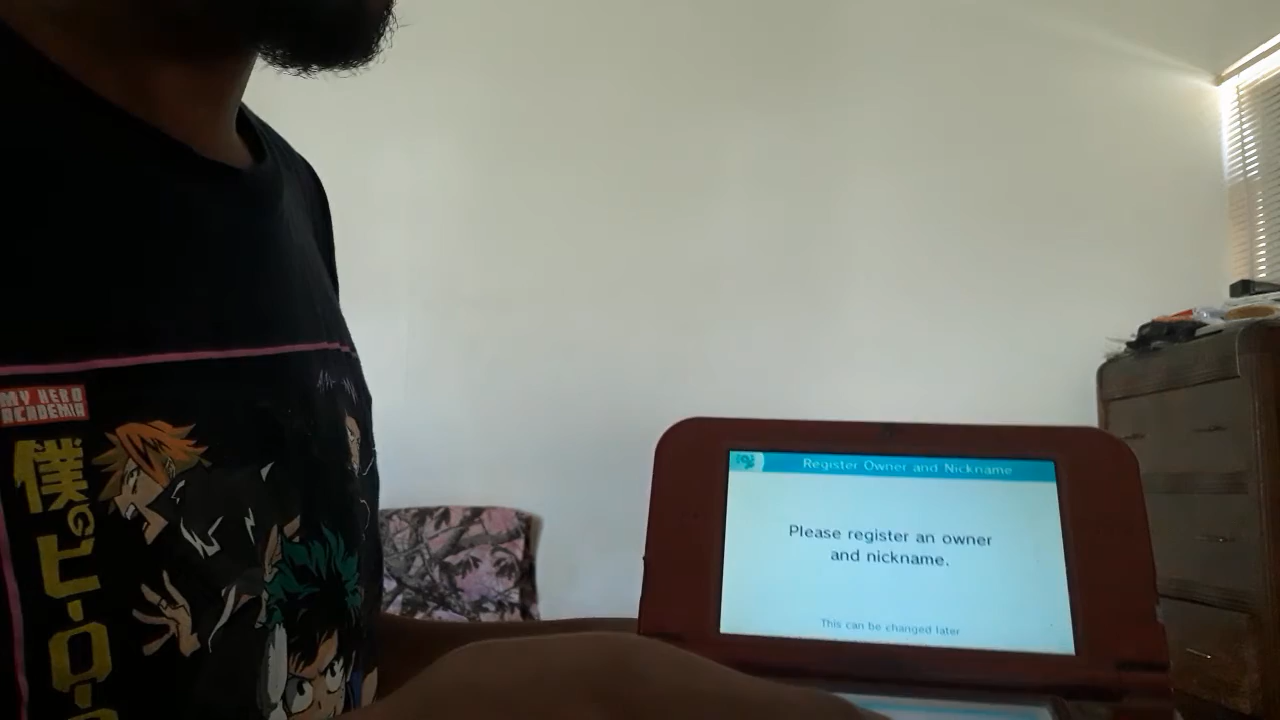 MY HERO
ACADEMIA
僕のヒーロー
Register Owner and Nickname
Please register an owner
and nickname.
This can be changed later